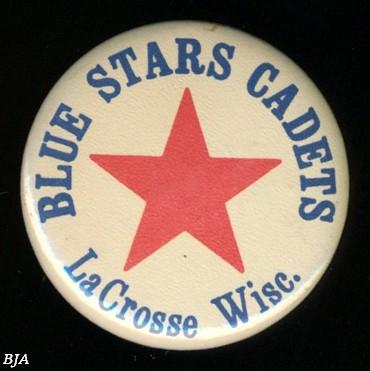 BLUE STARS CADETS
LaCrosse Wisc.
BJA